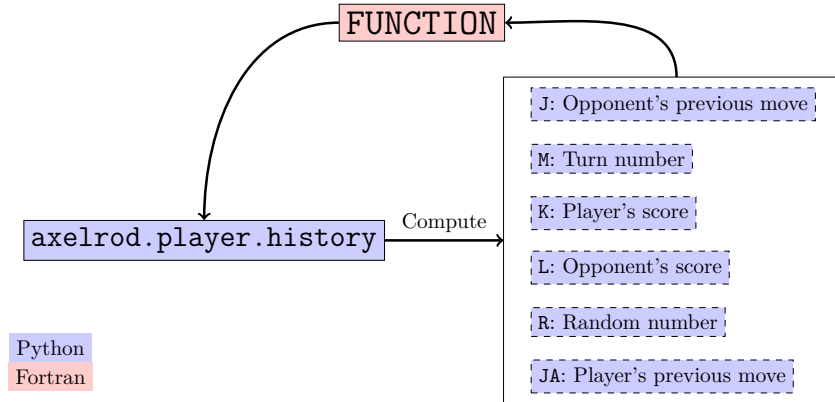 FUNCTION
J: Opponent's previous move
M: Turn number
K: Player's score
axelrod.player.history
Compute
L: Opponent's score
R: Random number
JA: Player's previous move
Python
Fortran